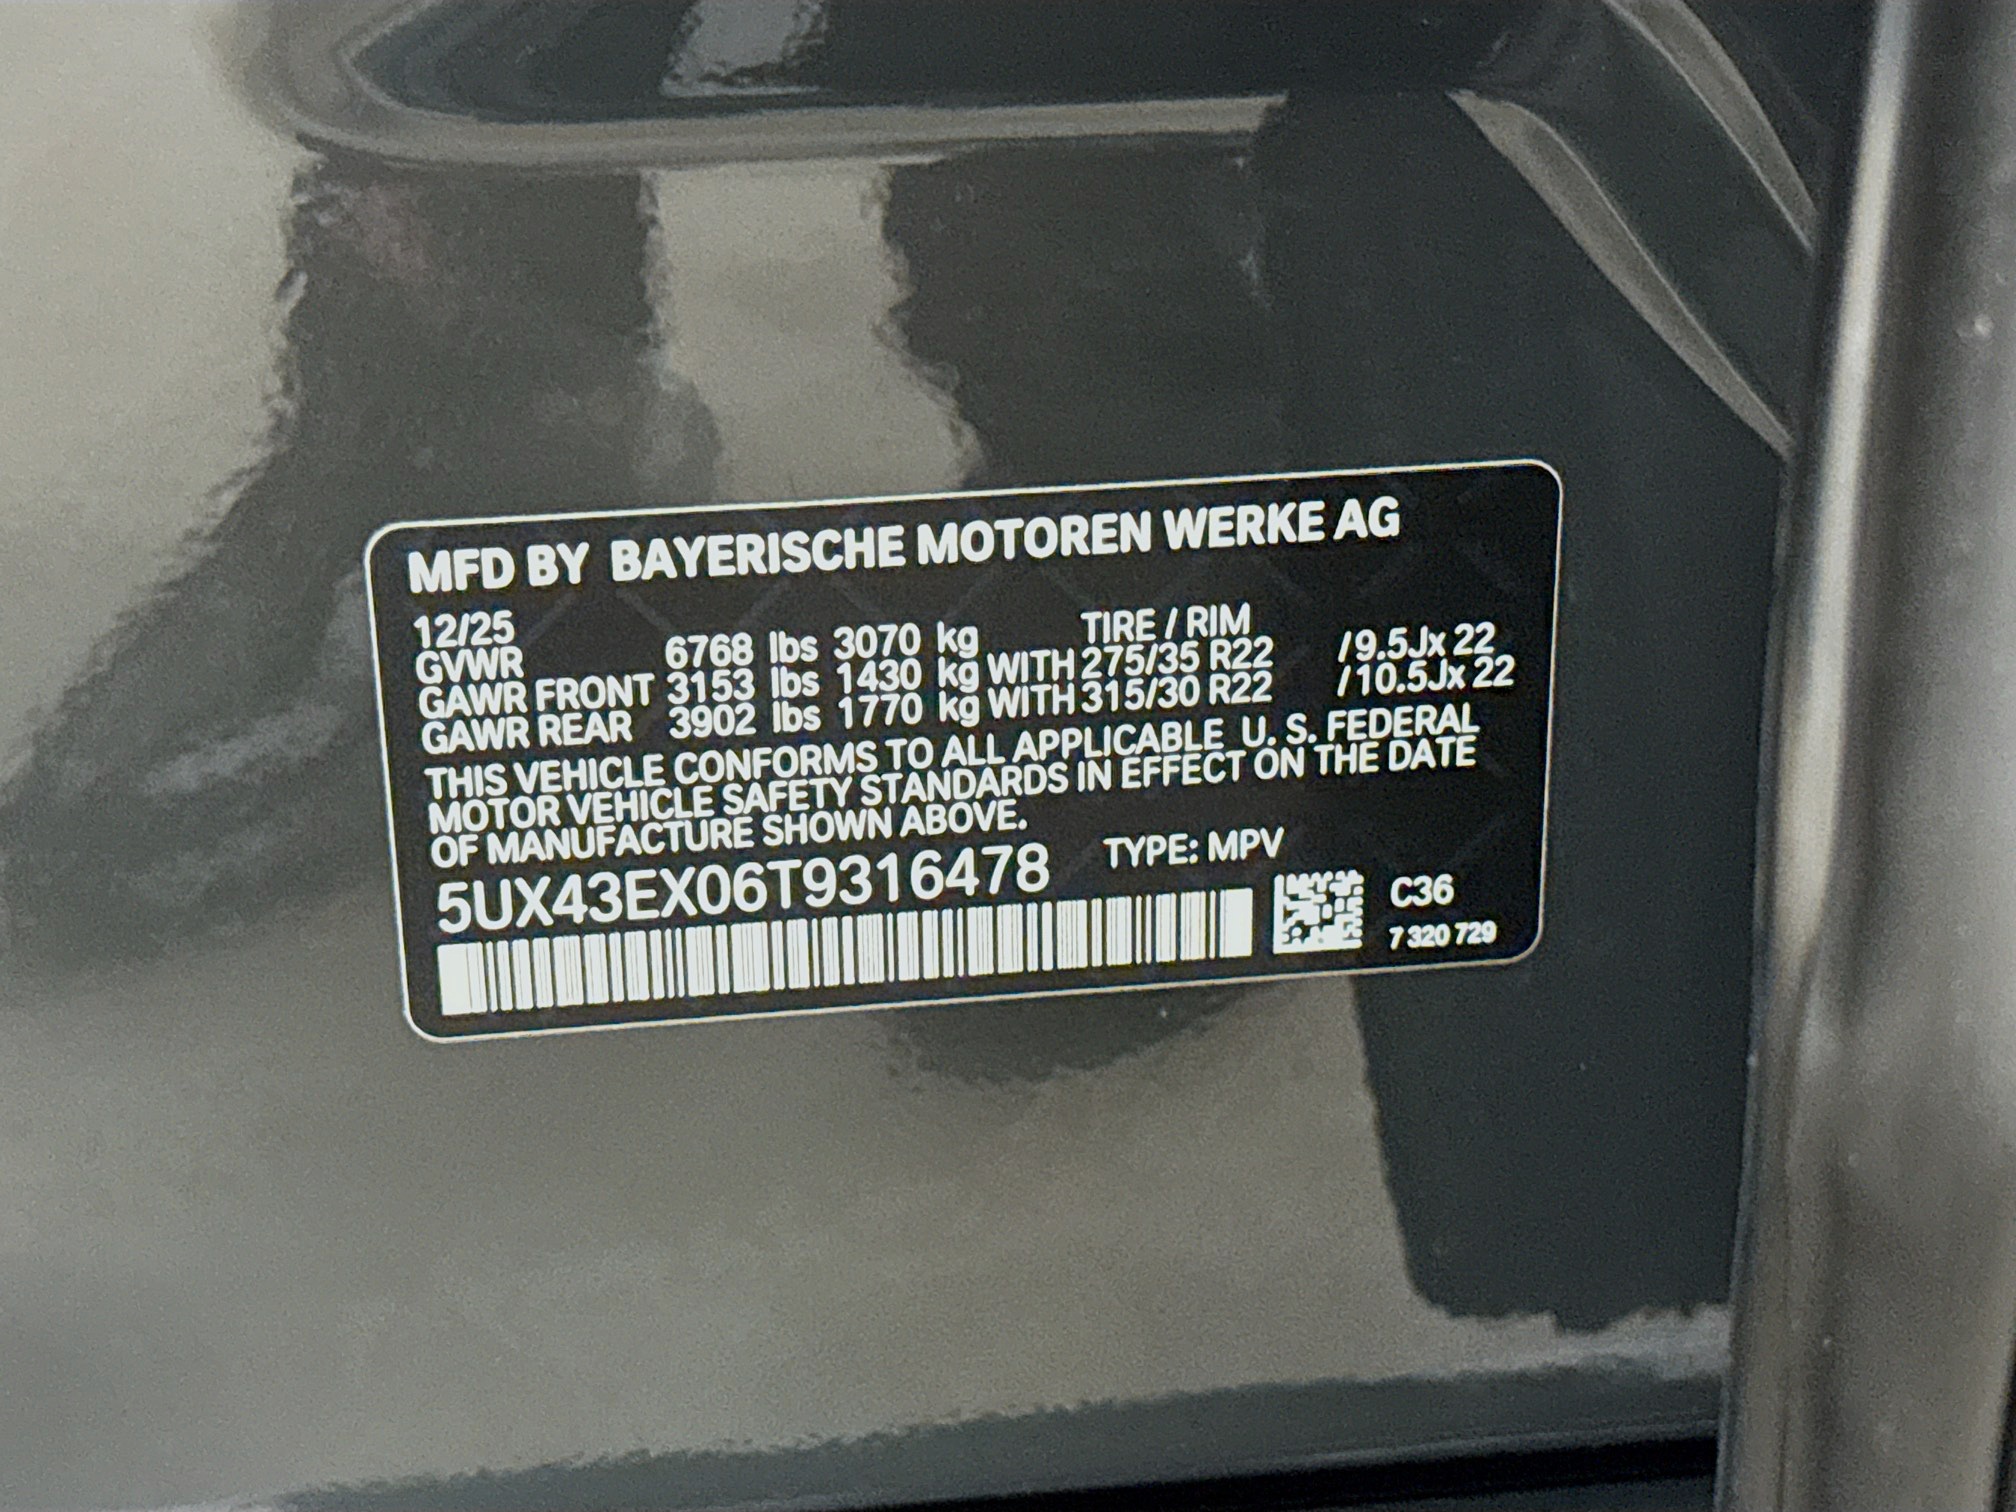 MFD BY BAYERISCHE MOTOREN WERKE AG
12/25 TIRE / RIM
GVWR 6768 lbs 3070 kg
GAWR FRONT 3153 lbs 1430 kg WITH 275/35 R22 /9.5Jx 22
GAWR REAR 3902 lbs 1770 kg WITH 315/30 R22 /10.5Jx 22
THIS VEHICLE CONFORMS TO ALL APPLICABLE U. S. FEDERAL
MOTOR VEHICLE SAFETY STANDARDS IN EFFECT ON THE DATE
OF MANUFACTURE SHOWN ABOVE.
5UX43EX06T9316478 TYPE: MPV
C36
7 320 729